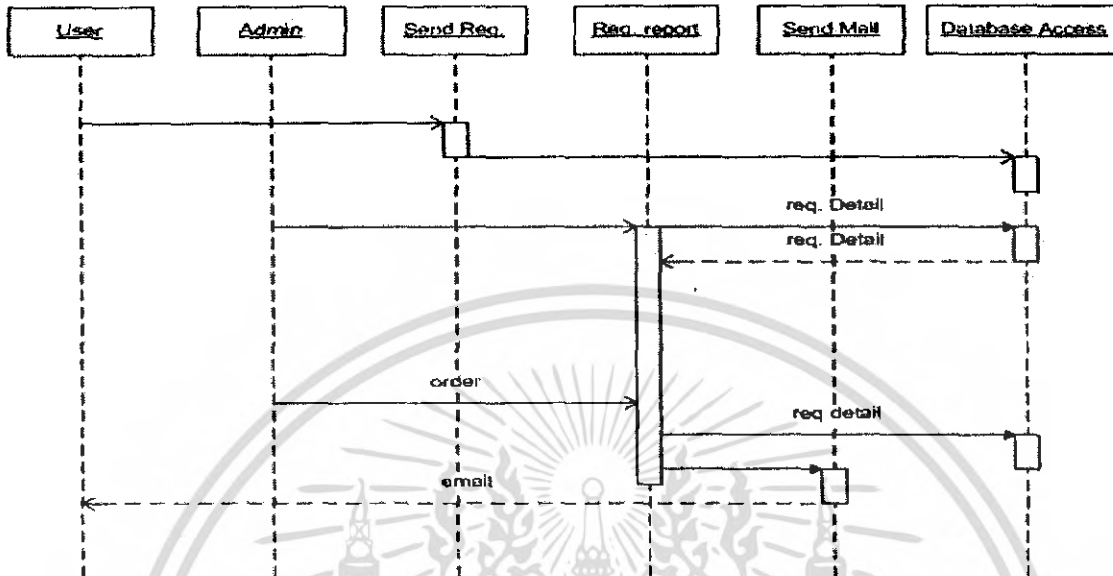 User Admin Send Req. Req. report Send Mail Database Access
req. Detail
req. Detail
order
req detail
email